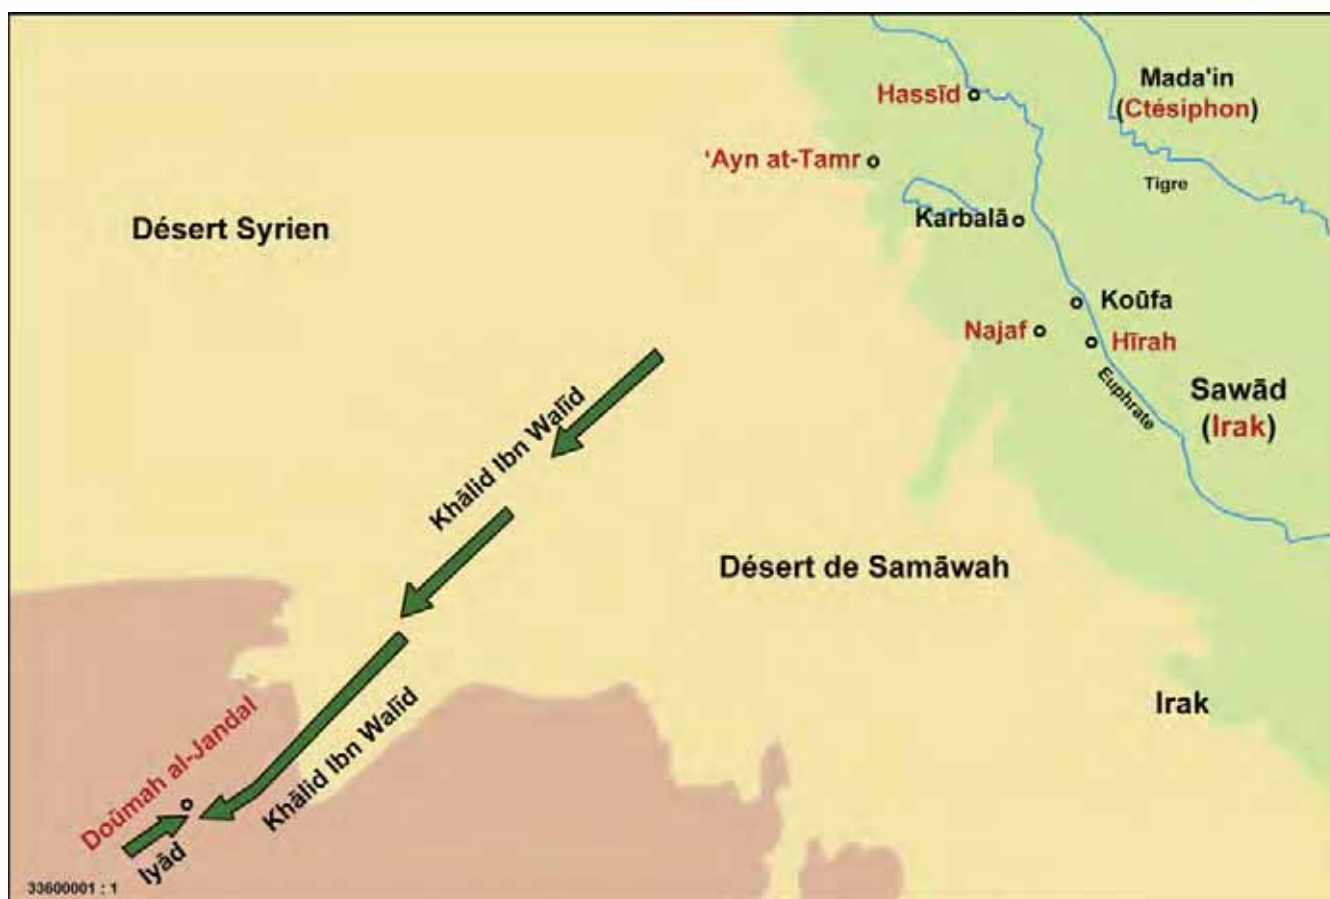 Hassīd
Mada'in
(Ctésiphon)
‘Ayn at-Tamr
Tigre
Karbalā
Désert Syrien
Koūfa
Najaf
Hīrah
Euphrate
Sawād
(Irak)
Khālid Ibn Walīd
Désert de Samāwah
Irak
Khālid Ibn Walīd
Doūmah al-Jandal
Iyād
33600001 : 1